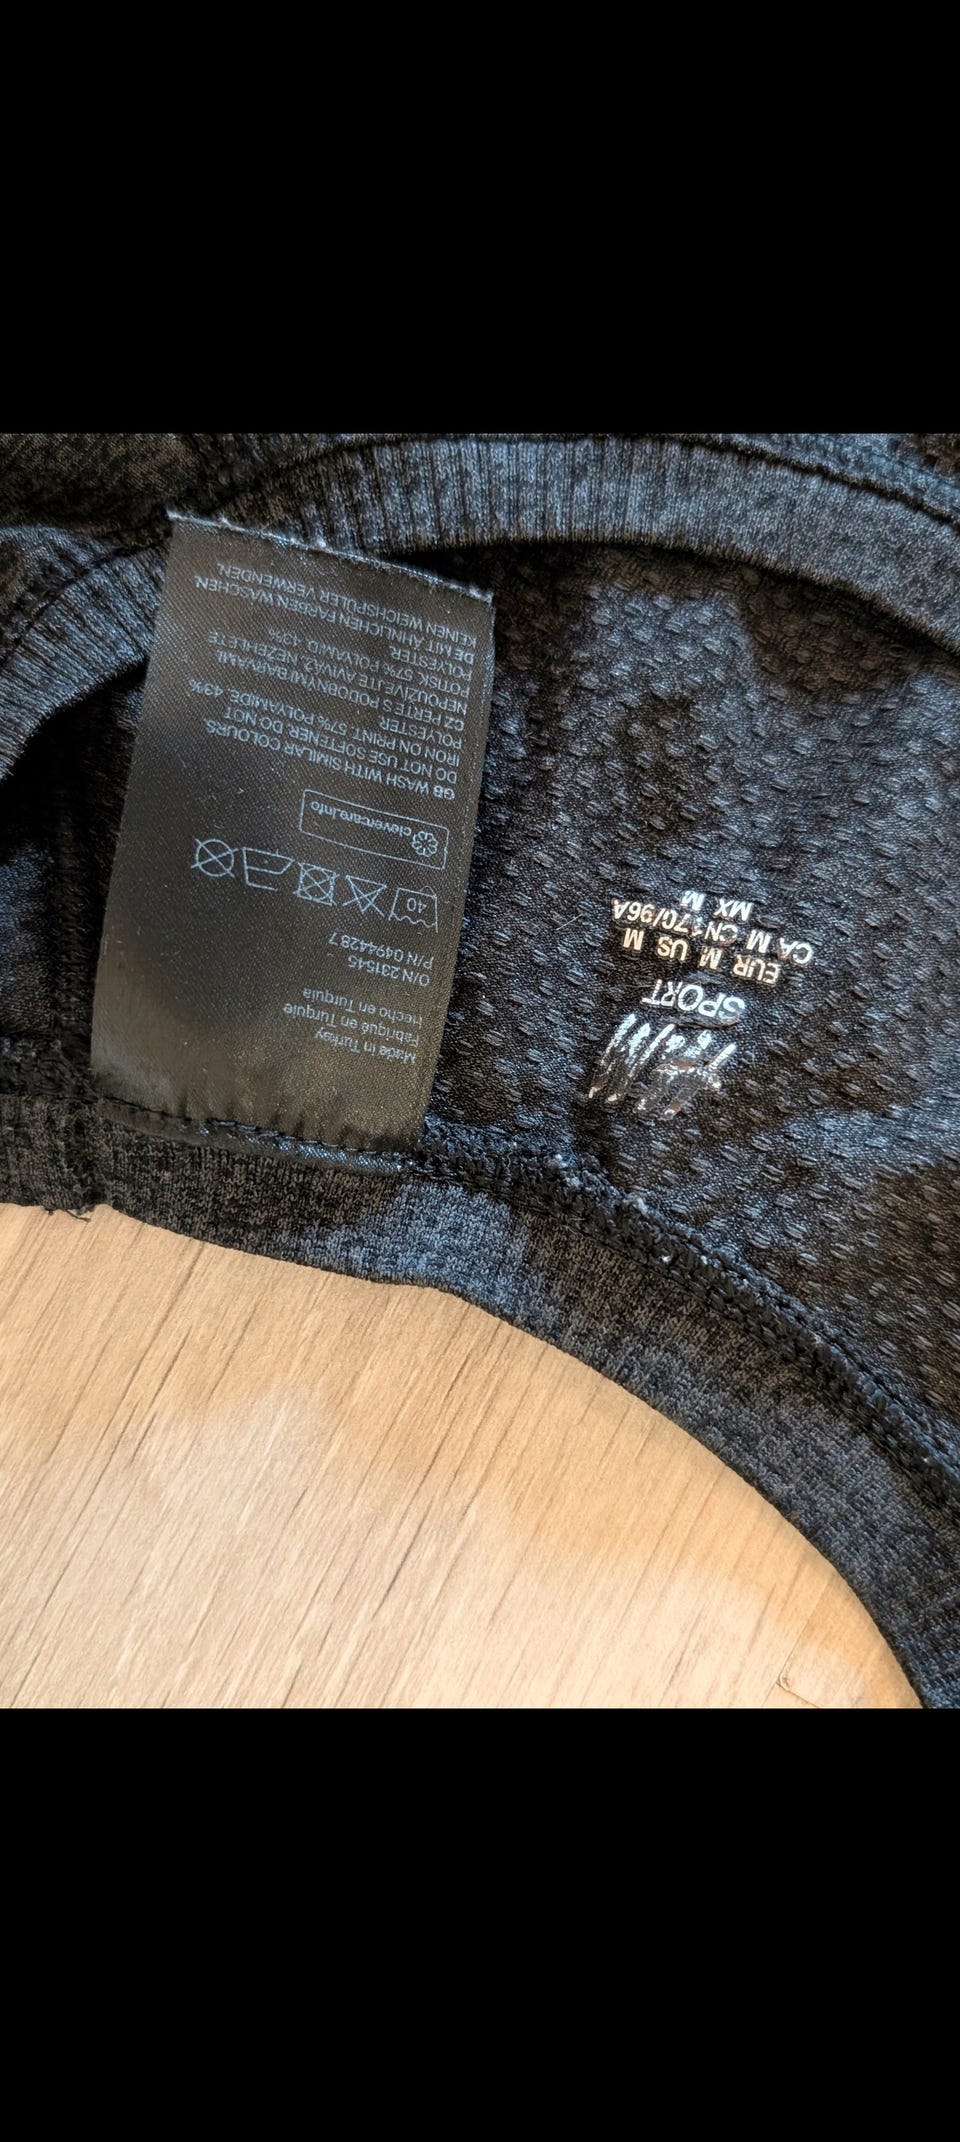 H&M
SPORT
EUR M US M
CA M CN170/96A
MX M
Made in Turkey
Fabriqué en Turquie
Hecho en Turquía
O/N 231545
P/N 0494428 7
40
clevercare.info
GB WASH WITH SIMILAR COLOURS.
DO NOT USE SOFTENER. DO NOT
IRON ON PRINT. 57% POLYAMIDE, 43%
POLYESTER
CZ PERTE S PODOBNÝMI BARVAMI.
NEPOUŽÍVEJTE AVIVÁŽ. NEŽEHLETE
POTISK. 57% POLYAMID, 43%
POLYESTER
DE MIT ÄHNLICHEN FARBEN WASCHEN.
KEINEN WEICHSPÜLER VERWENDEN.